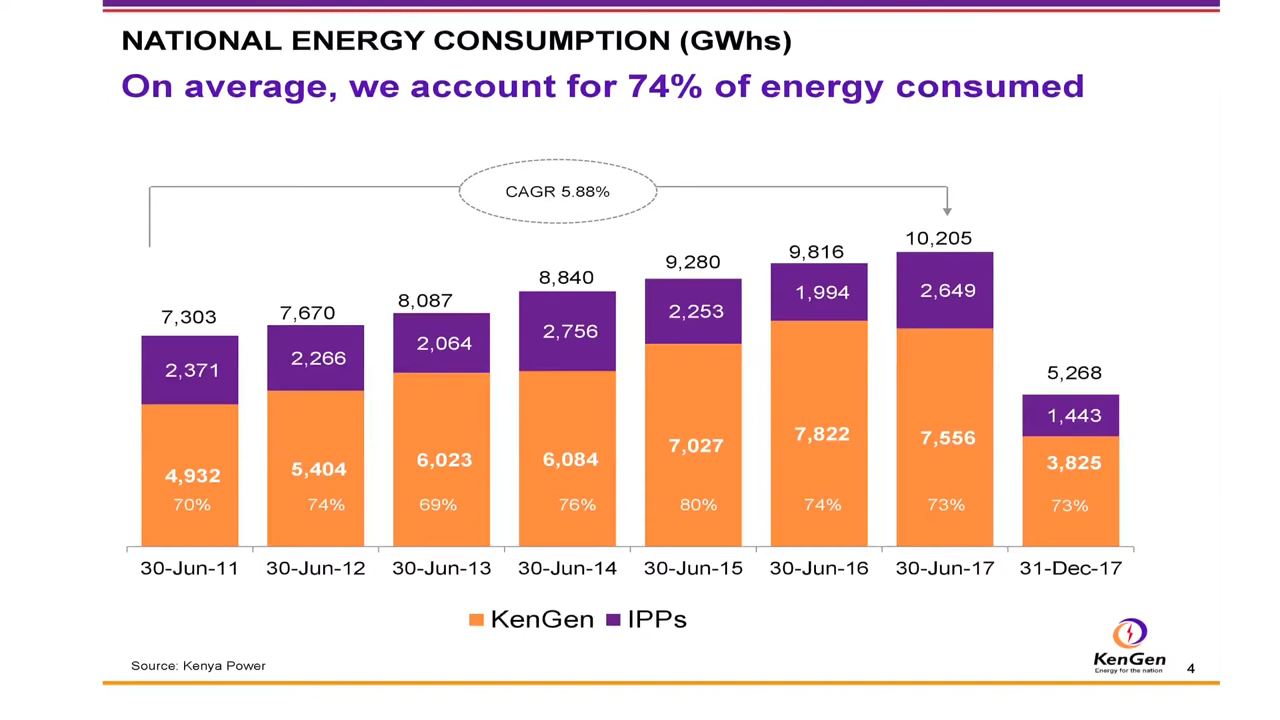 NATIONAL ENERGY CONSUMPTION (GWhs)
On average, we account for 74% of energy consumed
CAGR 5.88%
7,303 7,670 8,087 8,840 9,280 9,816 10,205 5,268
2,371 2,266 2,064 2,756 2,253 1,994 2,649 1,443
4,932 5,404 6,023 6,084 7,027 7,822 7,556 3,825
70% 74% 69% 76% 80% 74% 73% 73%
30-Jun-11 30-Jun-12 30-Jun-13 30-Jun-14 30-Jun-15 30-Jun-16 30-Jun-17 31-Dec-17
KenGen IPPs
Source: Kenya Power
KenGen
Energy for the nation
4